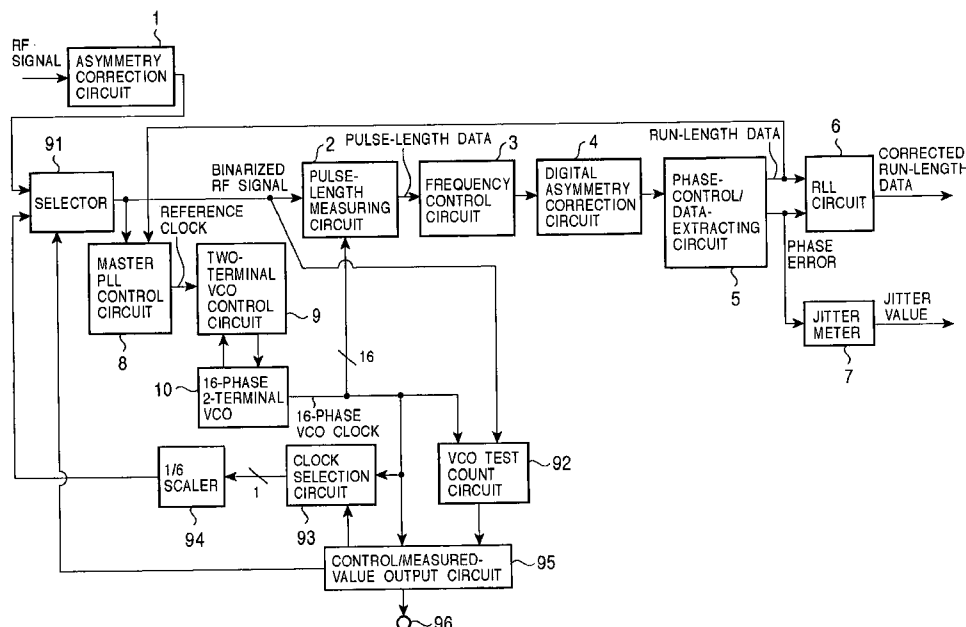 1
RF
SIGNAL
ASYMMETRY
CORRECTION
CIRCUIT
91
SELECTOR
BINARIZED
RF SIGNAL
REFERENCE
CLOCK
2
PULSE-
LENGTH
MEASURING
CIRCUIT
PULSE-LENGTH DATA
3
FREQUENCY
CONTROL
CIRCUIT
4
DIGITAL
ASYMMETRY
CORRECTION
CIRCUIT
RUN-LENGTH DATA
PHASE-
CONTROL/
DATA-
EXTRACTING
CIRCUIT
5
6
RLL
CIRCUIT
CORRECTED
RUN-LENGTH
DATA
PHASE
ERROR
JITTER
METER
7
JITTER
VALUE
MASTER
PLL
CONTROL
CIRCUIT
8
TWO-
TERMINAL
VCO
CONTROL
CIRCUIT
9
16
10
16-PHASE
2-TERMINAL
VCO
16-PHASE
VCO CLOCK
1/6
SCALER
94
1
CLOCK
SELECTION
CIRCUIT
93
VCO TEST
COUNT
CIRCUIT
92
CONTROL/MEASURED-
VALUE OUTPUT CIRCUIT
95
96